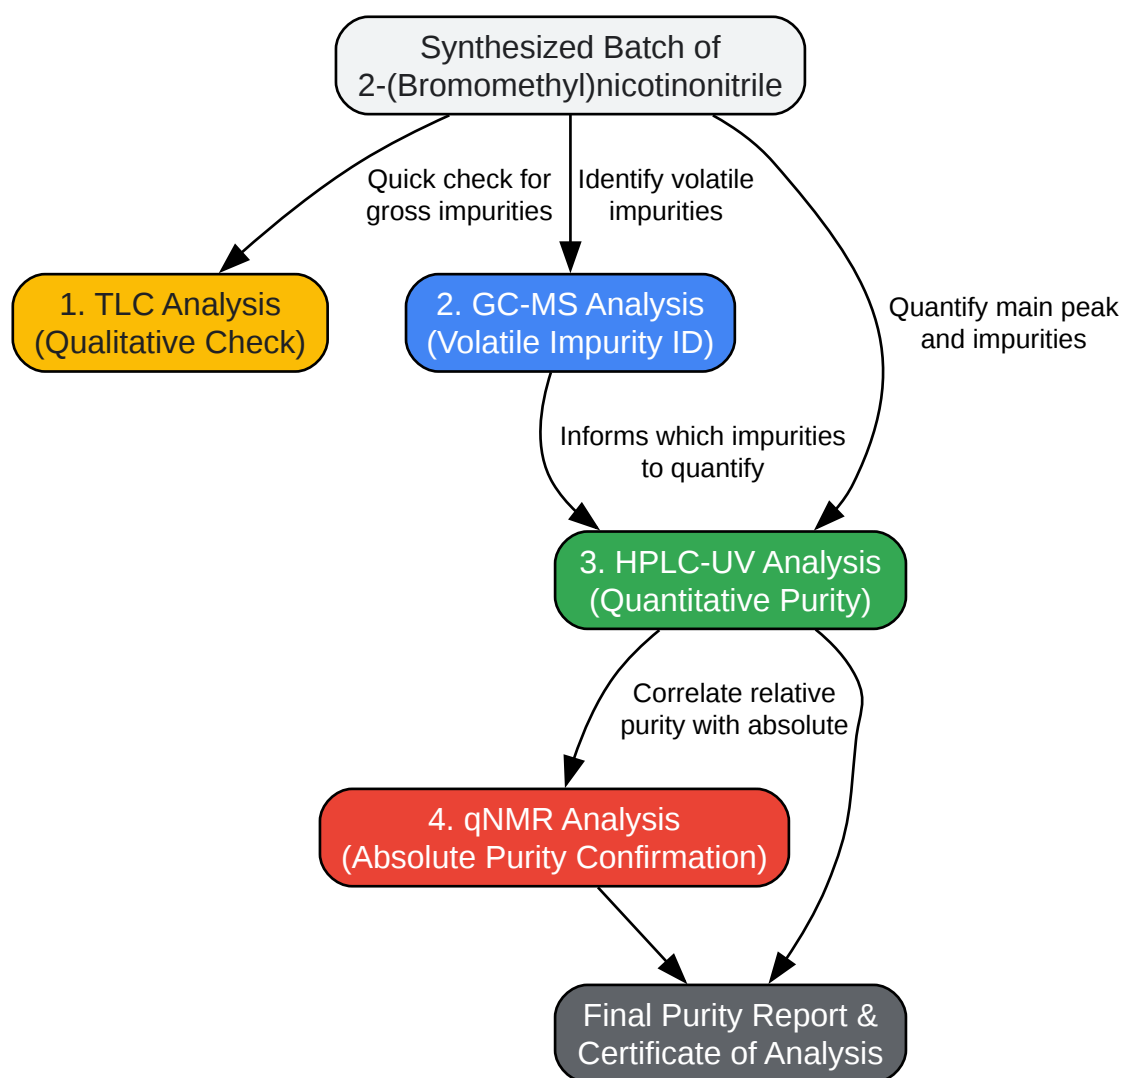 Synthesized Batch of
2-(Bromomethyl)nicotinonitrile
Quick check for
gross impurities
Identify volatile
impurities
1. TLC Analysis
(Qualitative Check)
2. GC-MS Analysis
(Volatile Impurity ID)
Quantify main peak
and impurities
Informs which impurities
to quantify
3. HPLC-UV Analysis
(Quantitative Purity)
Correlate relative
purity with absolute
4. qNMR Analysis
(Absolute Purity Confirmation)
Final Purity Report &
Certificate of Analysis